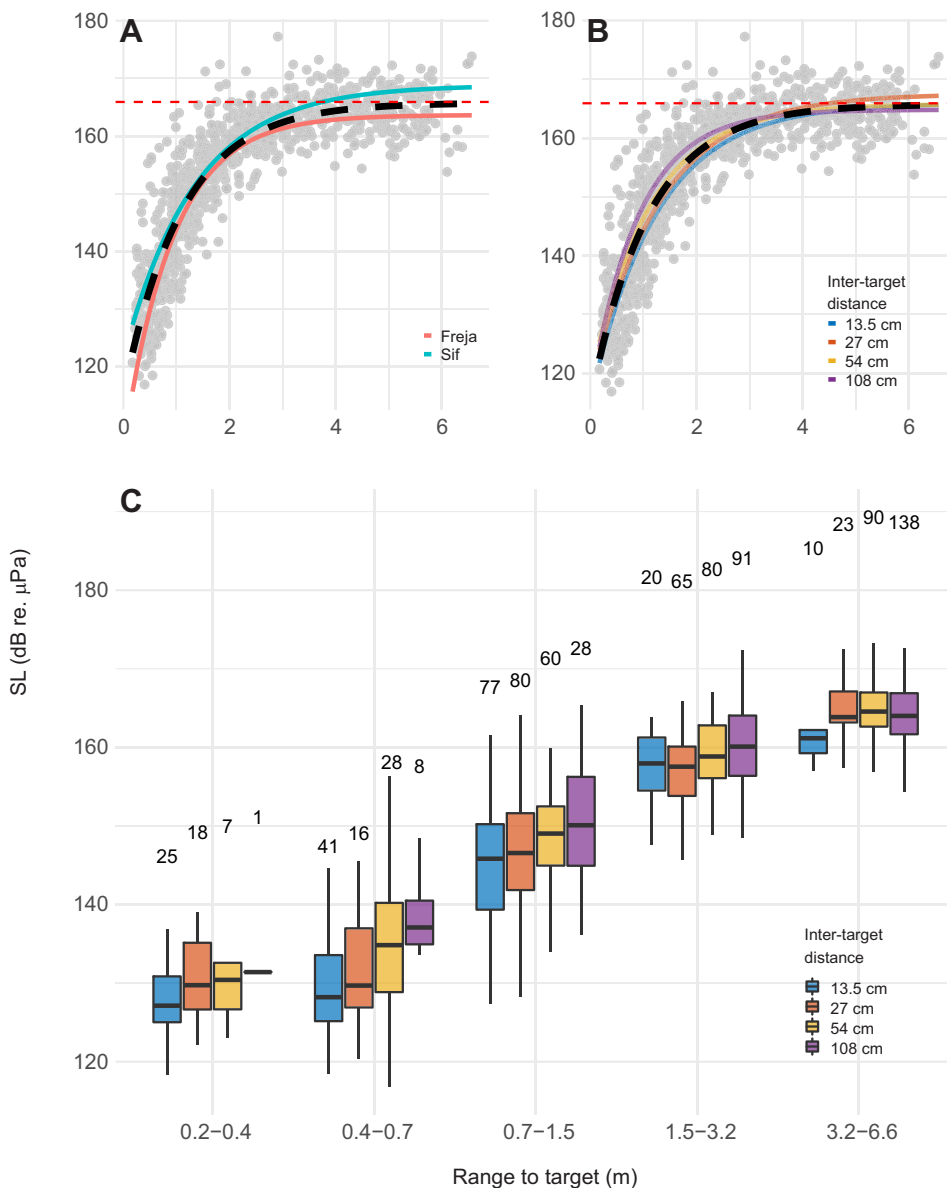 A
180
160
140
120
0 2 4 6
Freja
Sif
B
180
160
140
120
0 2 4 6
Inter-target
distance
13.5 cm
27 cm
54 cm
108 cm
C
SL (dB re. μPa)
180
160
140
120
25 18 7 1
41 16 28 8
77 80 60 28
20 65 80 91
10 23 90 138
Inter-target
distance
13.5 cm
27 cm
54 cm
108 cm
0.2−0.4 0.4−0.7 0.7−1.5 1.5−3.2 3.2−6.6
Range to target (m)